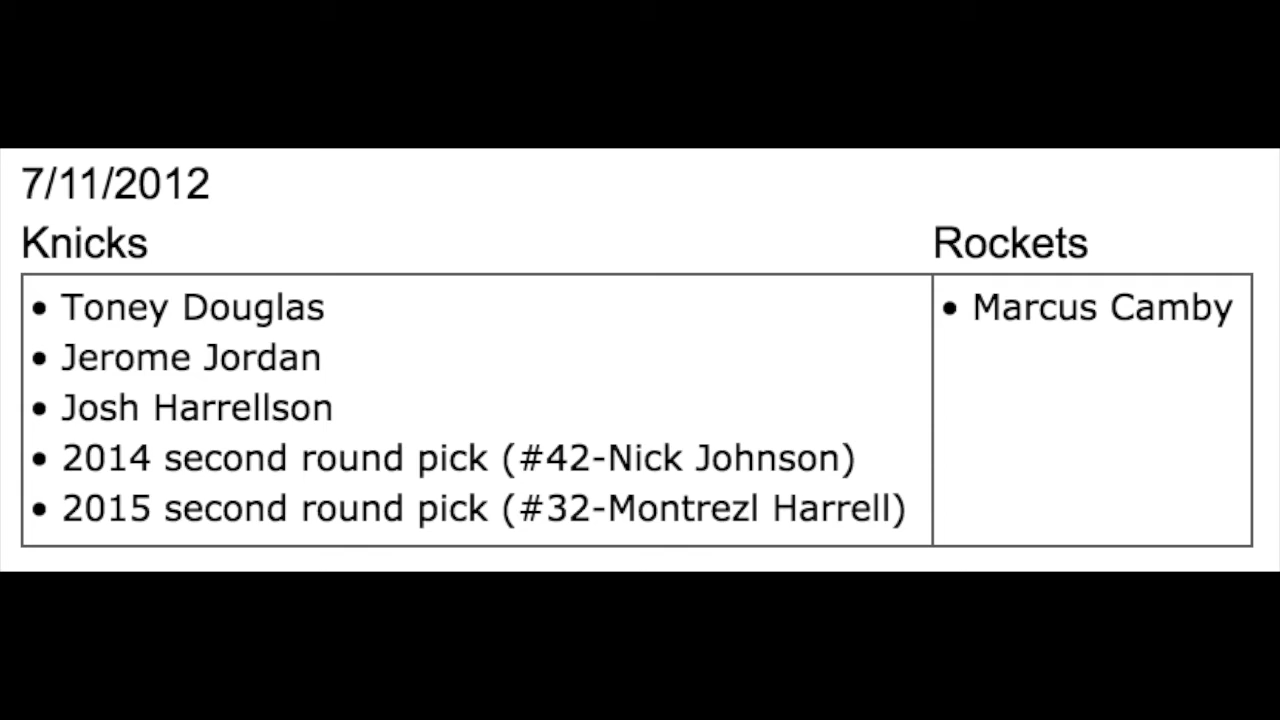 7/11/2012
Knicks
Rockets
• Toney Douglas
• Jerome Jordan
• Josh Harrellson
• 2014 second round pick (#42-Nick Johnson)
• 2015 second round pick (#32-Montrezl Harrell)
• Marcus Camby